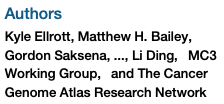 Authors
Kyle Ellrott, Matthew H. Bailey,
Gordon Saksena, ..., Li Ding, MC3
Working Group, and The Cancer
Genome Atlas Research Network